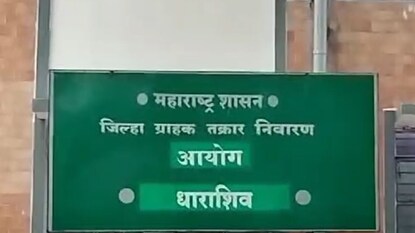 महाराष्ट्र शासन
जिल्हा ग्राहक तक्रार निवारण
आयोग
धाराशिव